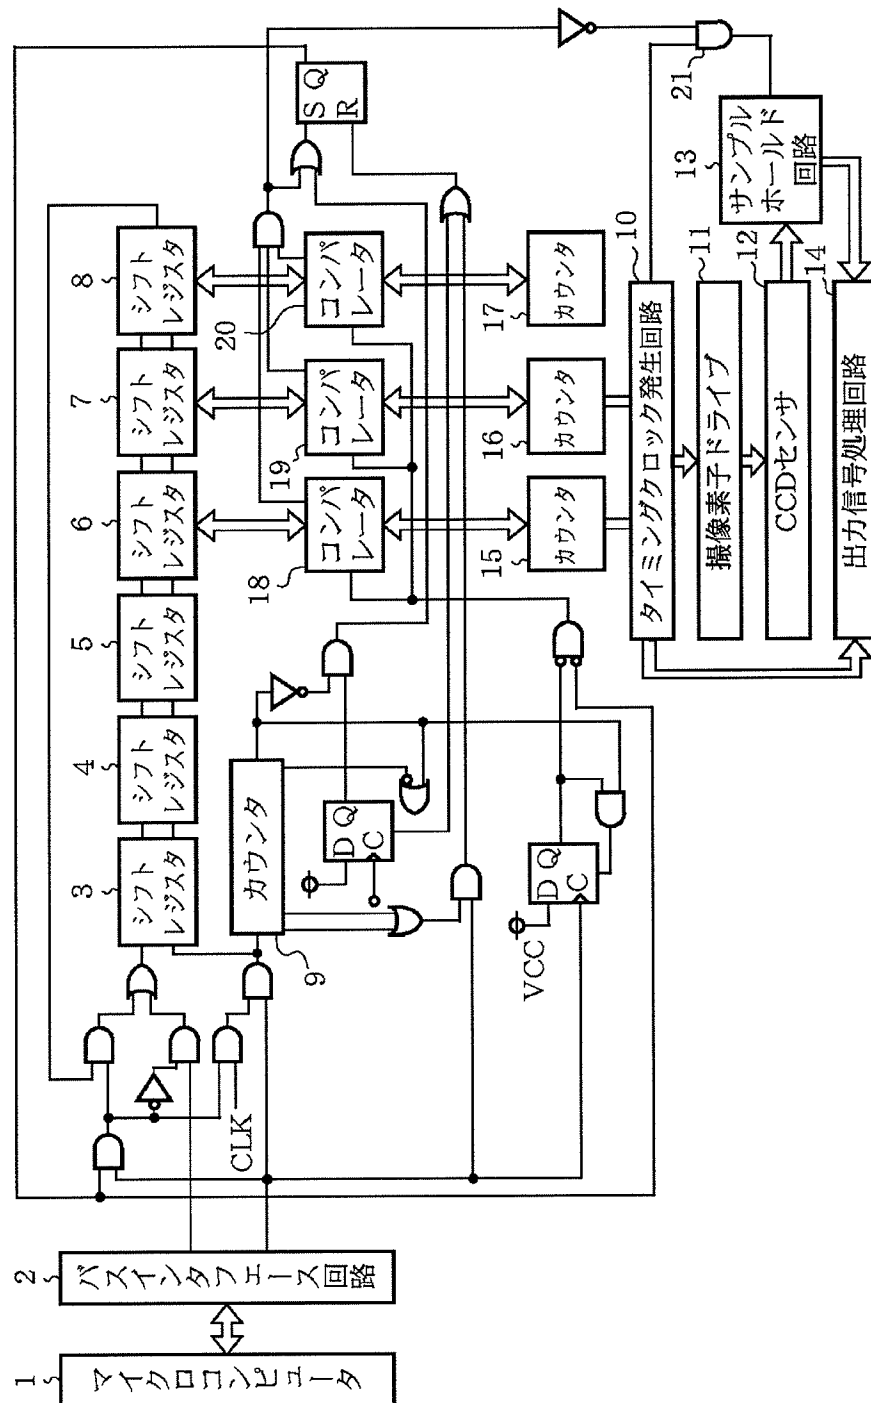 1
マイクロコンピュータ
2
バスインタフェース回路
CLK
3
シフト
レジスタ
4
シフト
レジスタ
5
シフト
レジスタ
6
シフト
レジスタ
7
シフト
レジスタ
8
シフト
レジスタ
9
カウンタ
D Q
C
VCC
D Q
C
S Q
R
18
コンパ
レータ
19
コンパ
レータ
20
コンパ
レータ
15
カウンタ
16
カウンタ
17
カウンタ
10
タイミングクロック発生回路
11
撮像素子ドライブ
12
CCDセンサ
13
サンプル
ホールド
回路
14
出力信号処理回路
21